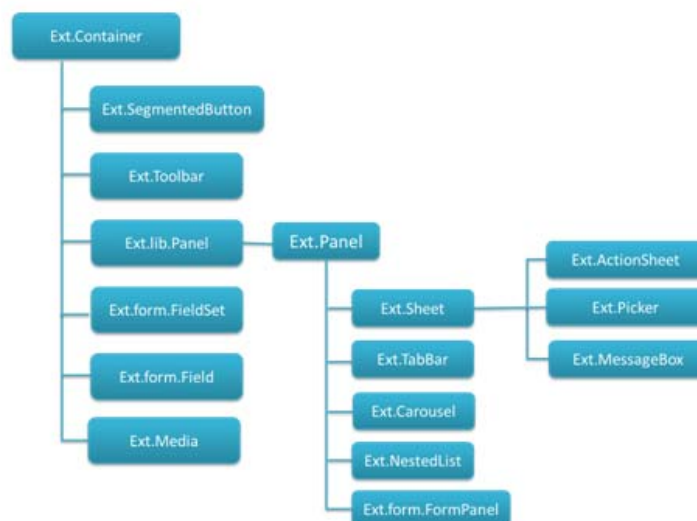 Ext.Container
Ext.SegmentedButton
Ext.Toolbar
Ext.lib.Panel
Ext.Panel
Ext.ActionSheet
Ext.form.FieldSet
Ext.Sheet
Ext.Picker
Ext.TabBar
Ext.MessageBox
Ext.form.Field
Ext.Carousel
Ext.Media
Ext.NestedList
Ext.form.FormPanel